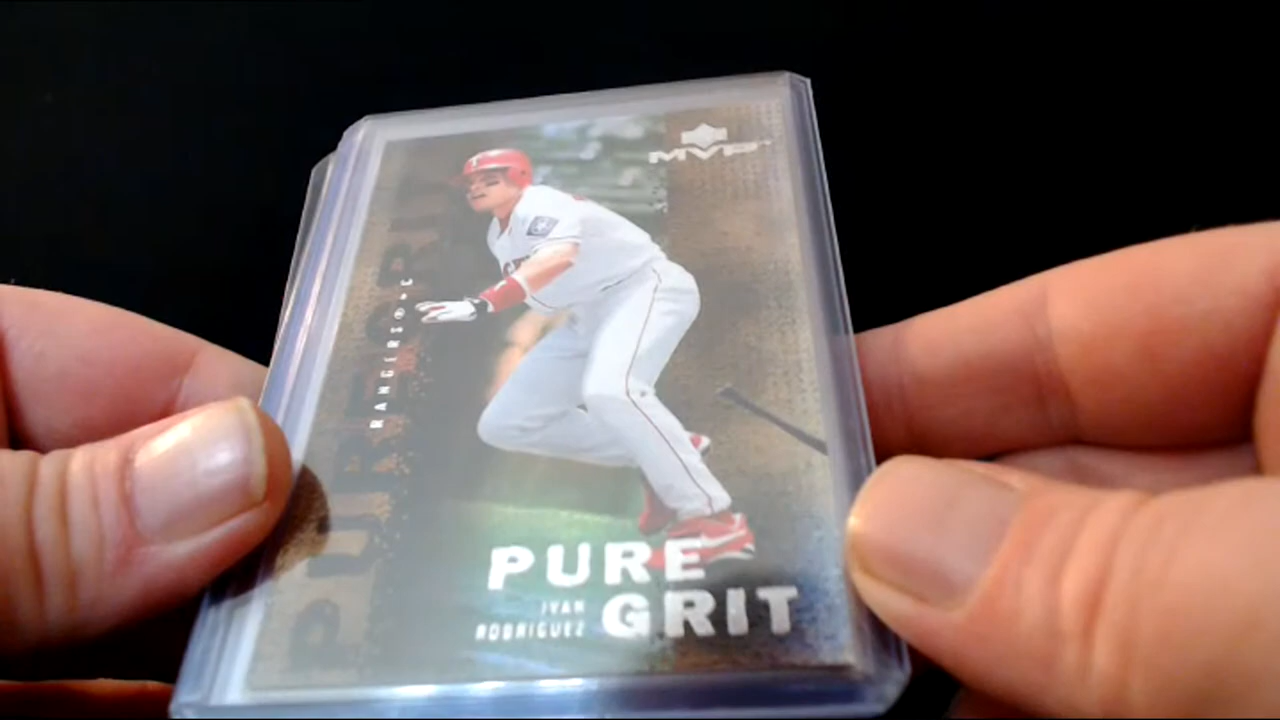 MVP
RANGERS • C
PURE
GRIT
IVAN
RODRIGUEZ